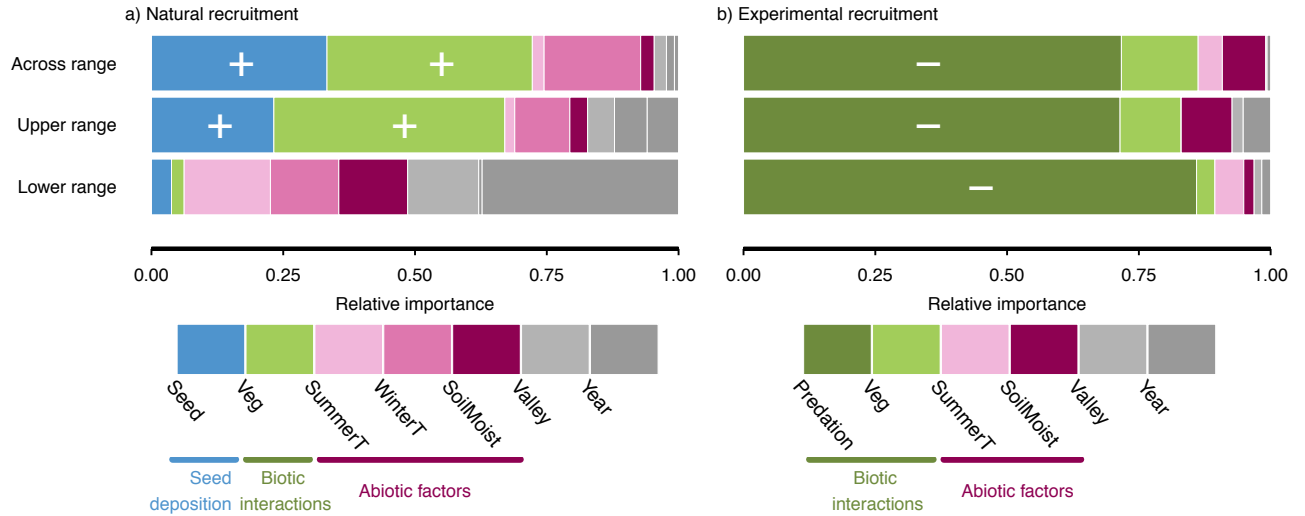 a) Natural recruitment
b) Experimental recruitment
Across range
Upper range
Lower range
+ +
+ +
−
−
−
0.00 0.25 0.50 0.75 1.00
Relative importance
0.00 0.25 0.50 0.75 1.00
Relative importance
Seed
Veg
SummerT
WinterT
SoilMoist
Valley
Year
Seed
deposition
Biotic
interactions
Abiotic factors
Predation
Veg
SummerT
SoilMoist
Valley
Year
Biotic
interactions
Abiotic factors